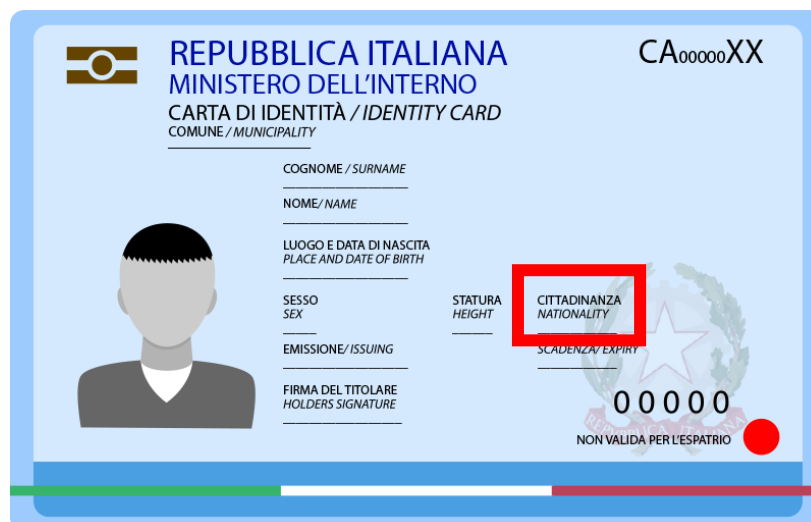 REPUBBLICA ITALIANA
CA00000XX
MINISTERO DELL'INTERNO
CARTA DI IDENTITÀ / IDENTITY CARD
COMUNE / MUNICIPALITY
COGNOME / SURNAME
NOME/ NAME
LUOGO E DATA DI NASCITA
PLACE AND DATE OF BIRTH
SESSO
SEX
STATURA
HEIGHT
CITTADINANZA
NATIONALITY
EMISSIONE/ ISSUING
SCADENZA/ EXPIRY
FIRMA DEL TITOLARE
HOLDERS SIGNATURE
00000
REPVBBLICA ITALIANA
NON VALIDA PER L'ESPATRIO